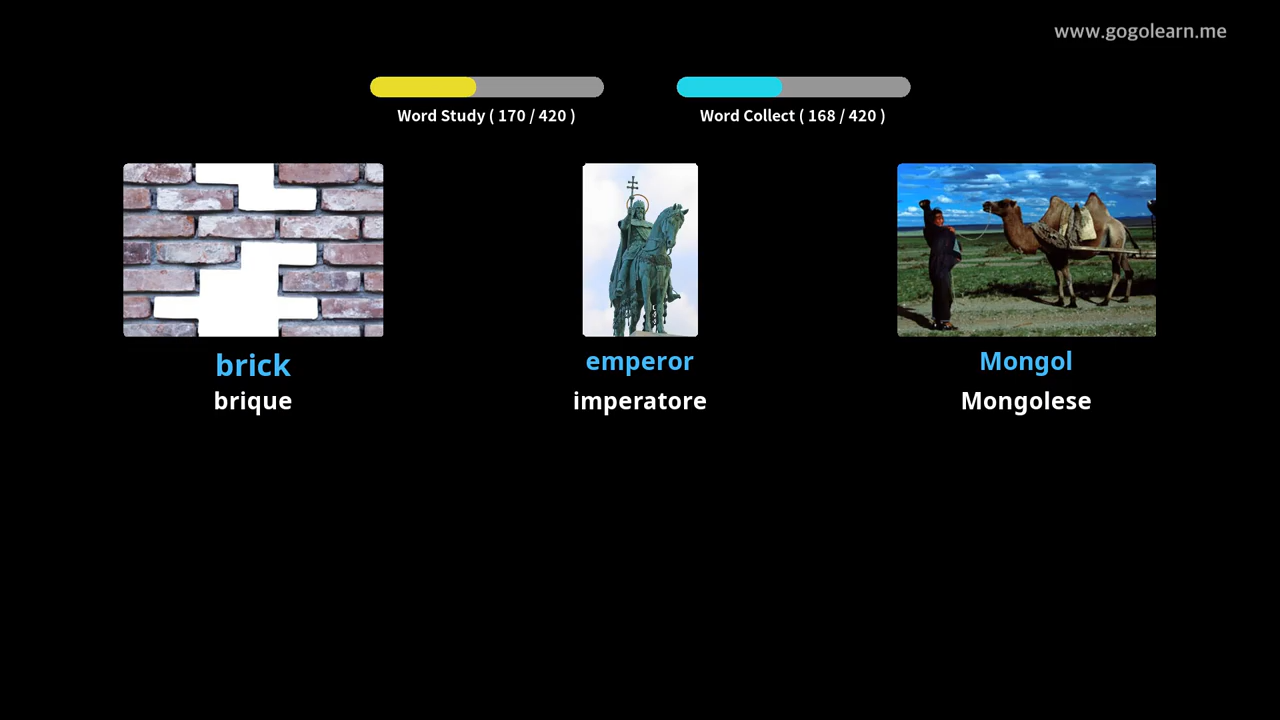 www.gogolearn.me
Word Study ( 170 / 420 )
Word Collect ( 168 / 420 )
brick
brique
emperor
imperatore
Mongol
Mongolese